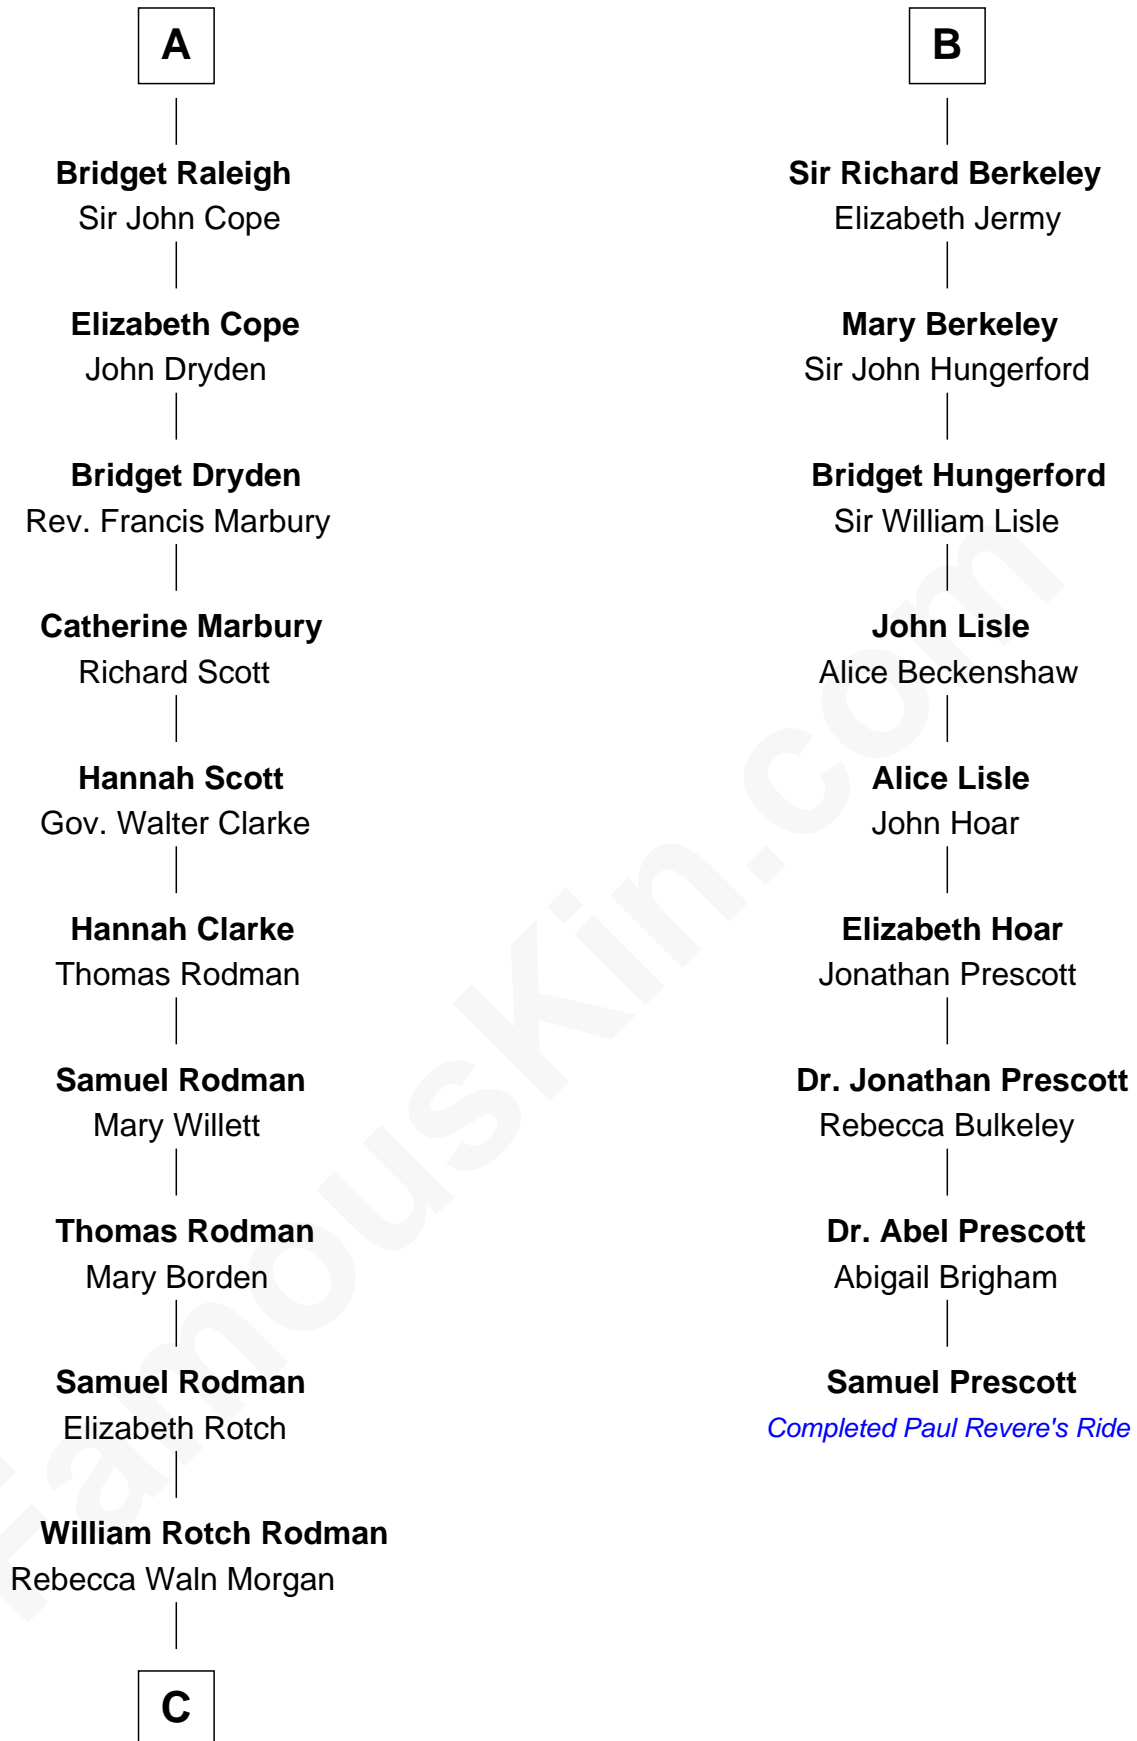 A
Bridget Raleigh
Sir John Cope
Elizabeth Cope
John Dryden
Bridget Dryden
Rev. Francis Marbury
Catherine Marbury
Richard Scott
Hannah Scott
Gov. Walter Clarke
Hannah Clarke
Thomas Rodman
Samuel Rodman
Mary Willett
Thomas Rodman
Mary Borden
Samuel Rodman
Elizabeth Rotch
William Rotch Rodman
Rebecca Waln Morgan
C
B
Sir Richard Berkeley
Elizabeth Jermy
Mary Berkeley
Sir John Hungerford
Bridget Hungerford
Sir William Lisle
John Lisle
Alice Beckenshaw
Alice Lisle
John Hoar
Elizabeth Hoar
Jonathan Prescott
Dr. Jonathan Prescott
Rebecca Bulkeley
Dr. Abel Prescott
Abigail Brigham
Samuel Prescott
Completed Paul Revere's Ride
FamousKin.com